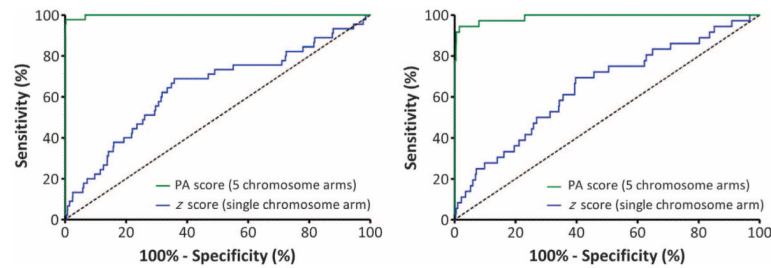 Sensitivity (%)
100
80
60
40
20
0
PA score (5 chromosome arms)
z score (single chromosome arm)
0 20 40 60 80 100
100% - Specificity (%)
Sensitivity (%)
100
80
60
40
20
0
PA score (5 chromosome arms)
z score (single chromosome arm)
0 20 40 60 80 100
100% - Specificity (%)